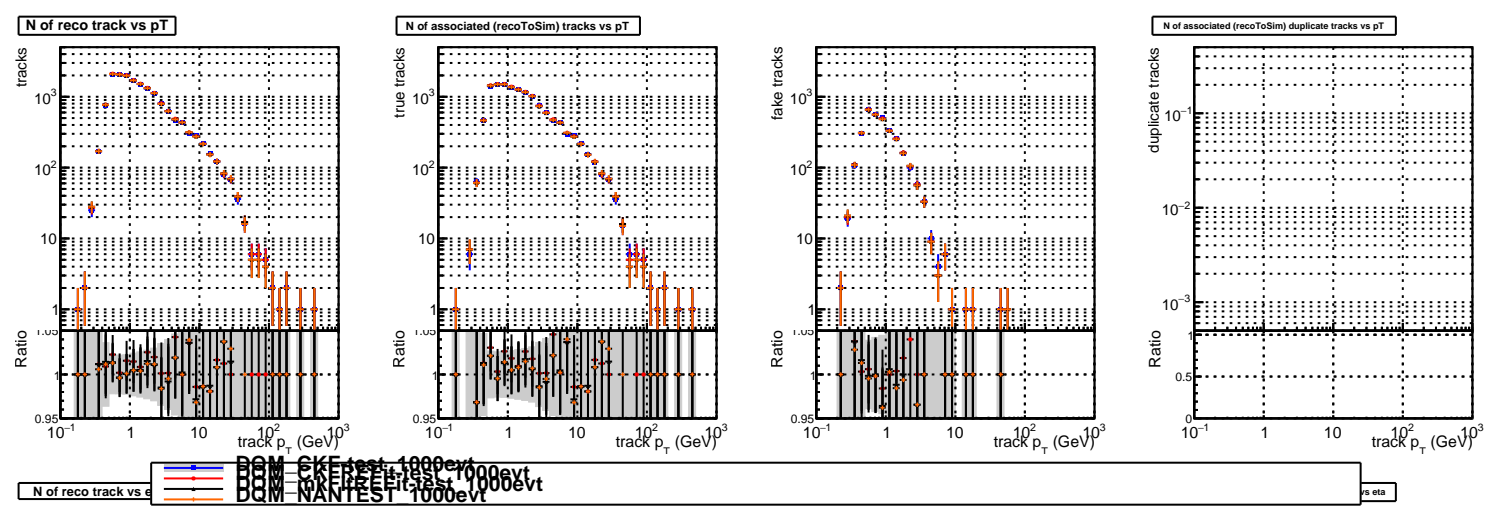 N of reco track vs pT
N of associated (recoToSim) tracks vs pT
N of associated (recoToSim) duplicate tracks vs pT
tracks
10³
10²
10
1
Ratio
1.05
1
0.95
10⁻¹ 1 10 10² 10³
track p_T (GeV)
true tracks
10³
10²
10
1
Ratio
1.05
1
0.95
10⁻¹ 1 10 10² 10³
track p_T (GeV)
fake tracks
10³
10²
10
1
Ratio
1.05
1
0.95
10⁻¹ 1 10 10² 10³
track p_T (GeV)
duplicate tracks
10⁻¹
10⁻²
10⁻³
Ratio
1
0.5
0
10⁻¹ 1 10 10² 10³
track p_T (GeV)
DQM_CKF-test_1000evt
DQM_CKFREFit-test_1000evt
DQM_NANTEST_1000evt
N of reco track vs e
vs eta